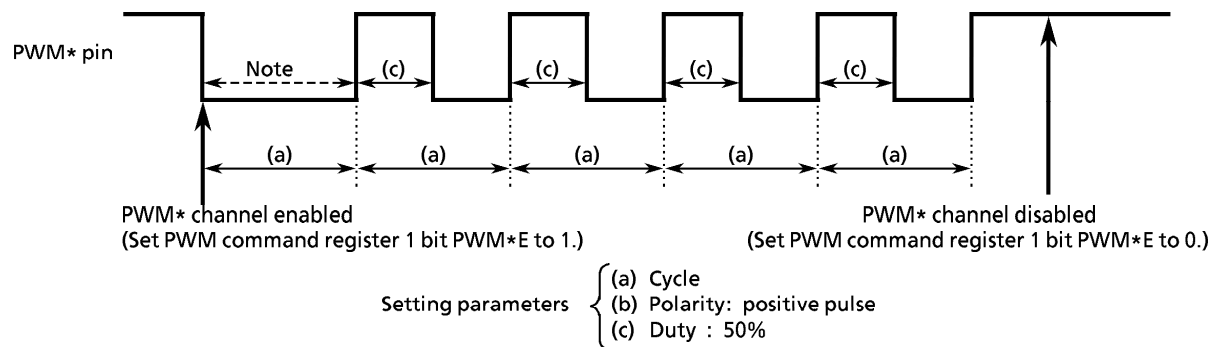 PWM* pin
Note
(c)
(c)
(c)
(c)
(a)
(a)
(a)
(a)
(a)
PWM* channel enabled
(Set PWM command register 1 bit PWM*E to 1.)
PWM* channel disabled
(Set PWM command register 1 bit PWM*E to 0.)
Setting parameters
(a) Cycle
(b) Polarity: positive pulse
(c) Duty : 50%